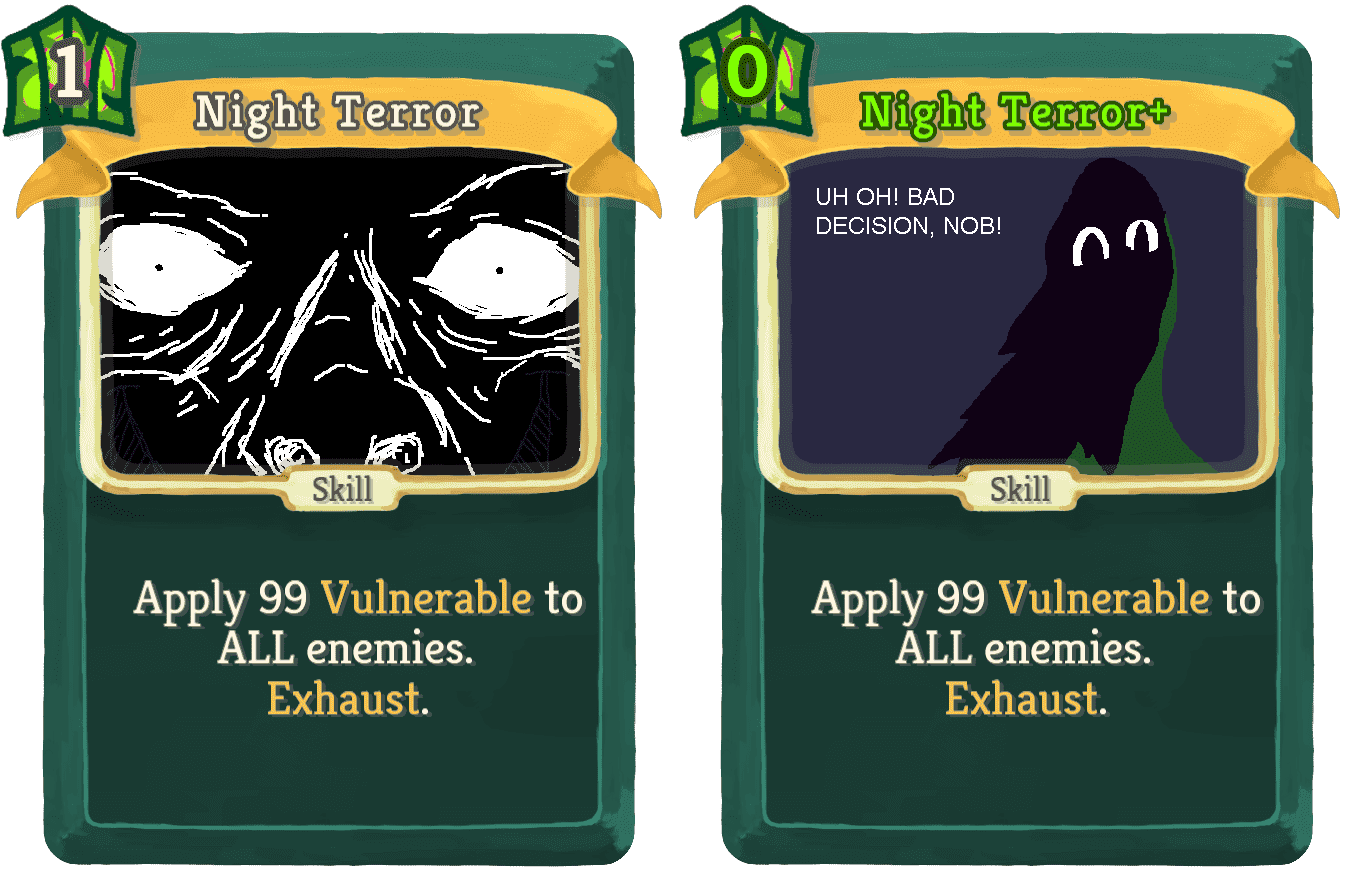 1
Night Terror
Skill
Apply 99 Vulnerable to
ALL enemies.
Exhaust.
0
Night Terror+
UH OH! BAD
DECISION, NOB!
Skill
Apply 99 Vulnerable to
ALL enemies.
Exhaust.